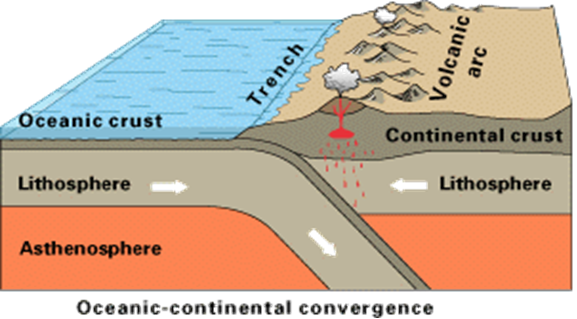 Trench
Volcanic
arc
Oceanic crust
Continental crust
Lithosphere
Lithosphere
Asthenosphere
Oceanic-continental convergence